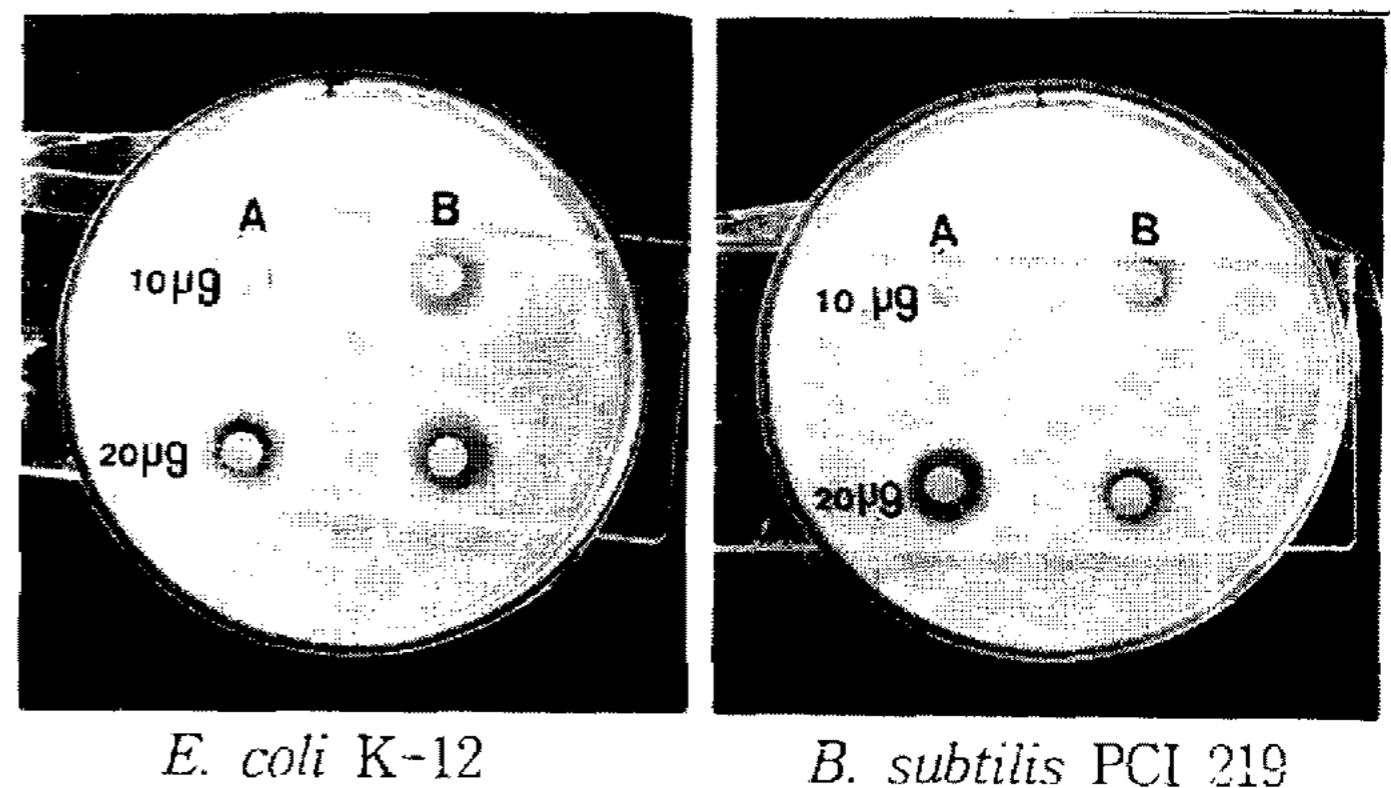 A B
10μg
20μg
A B
10 μg
20μg
E. coli K-12
B. subtilis PCI 219